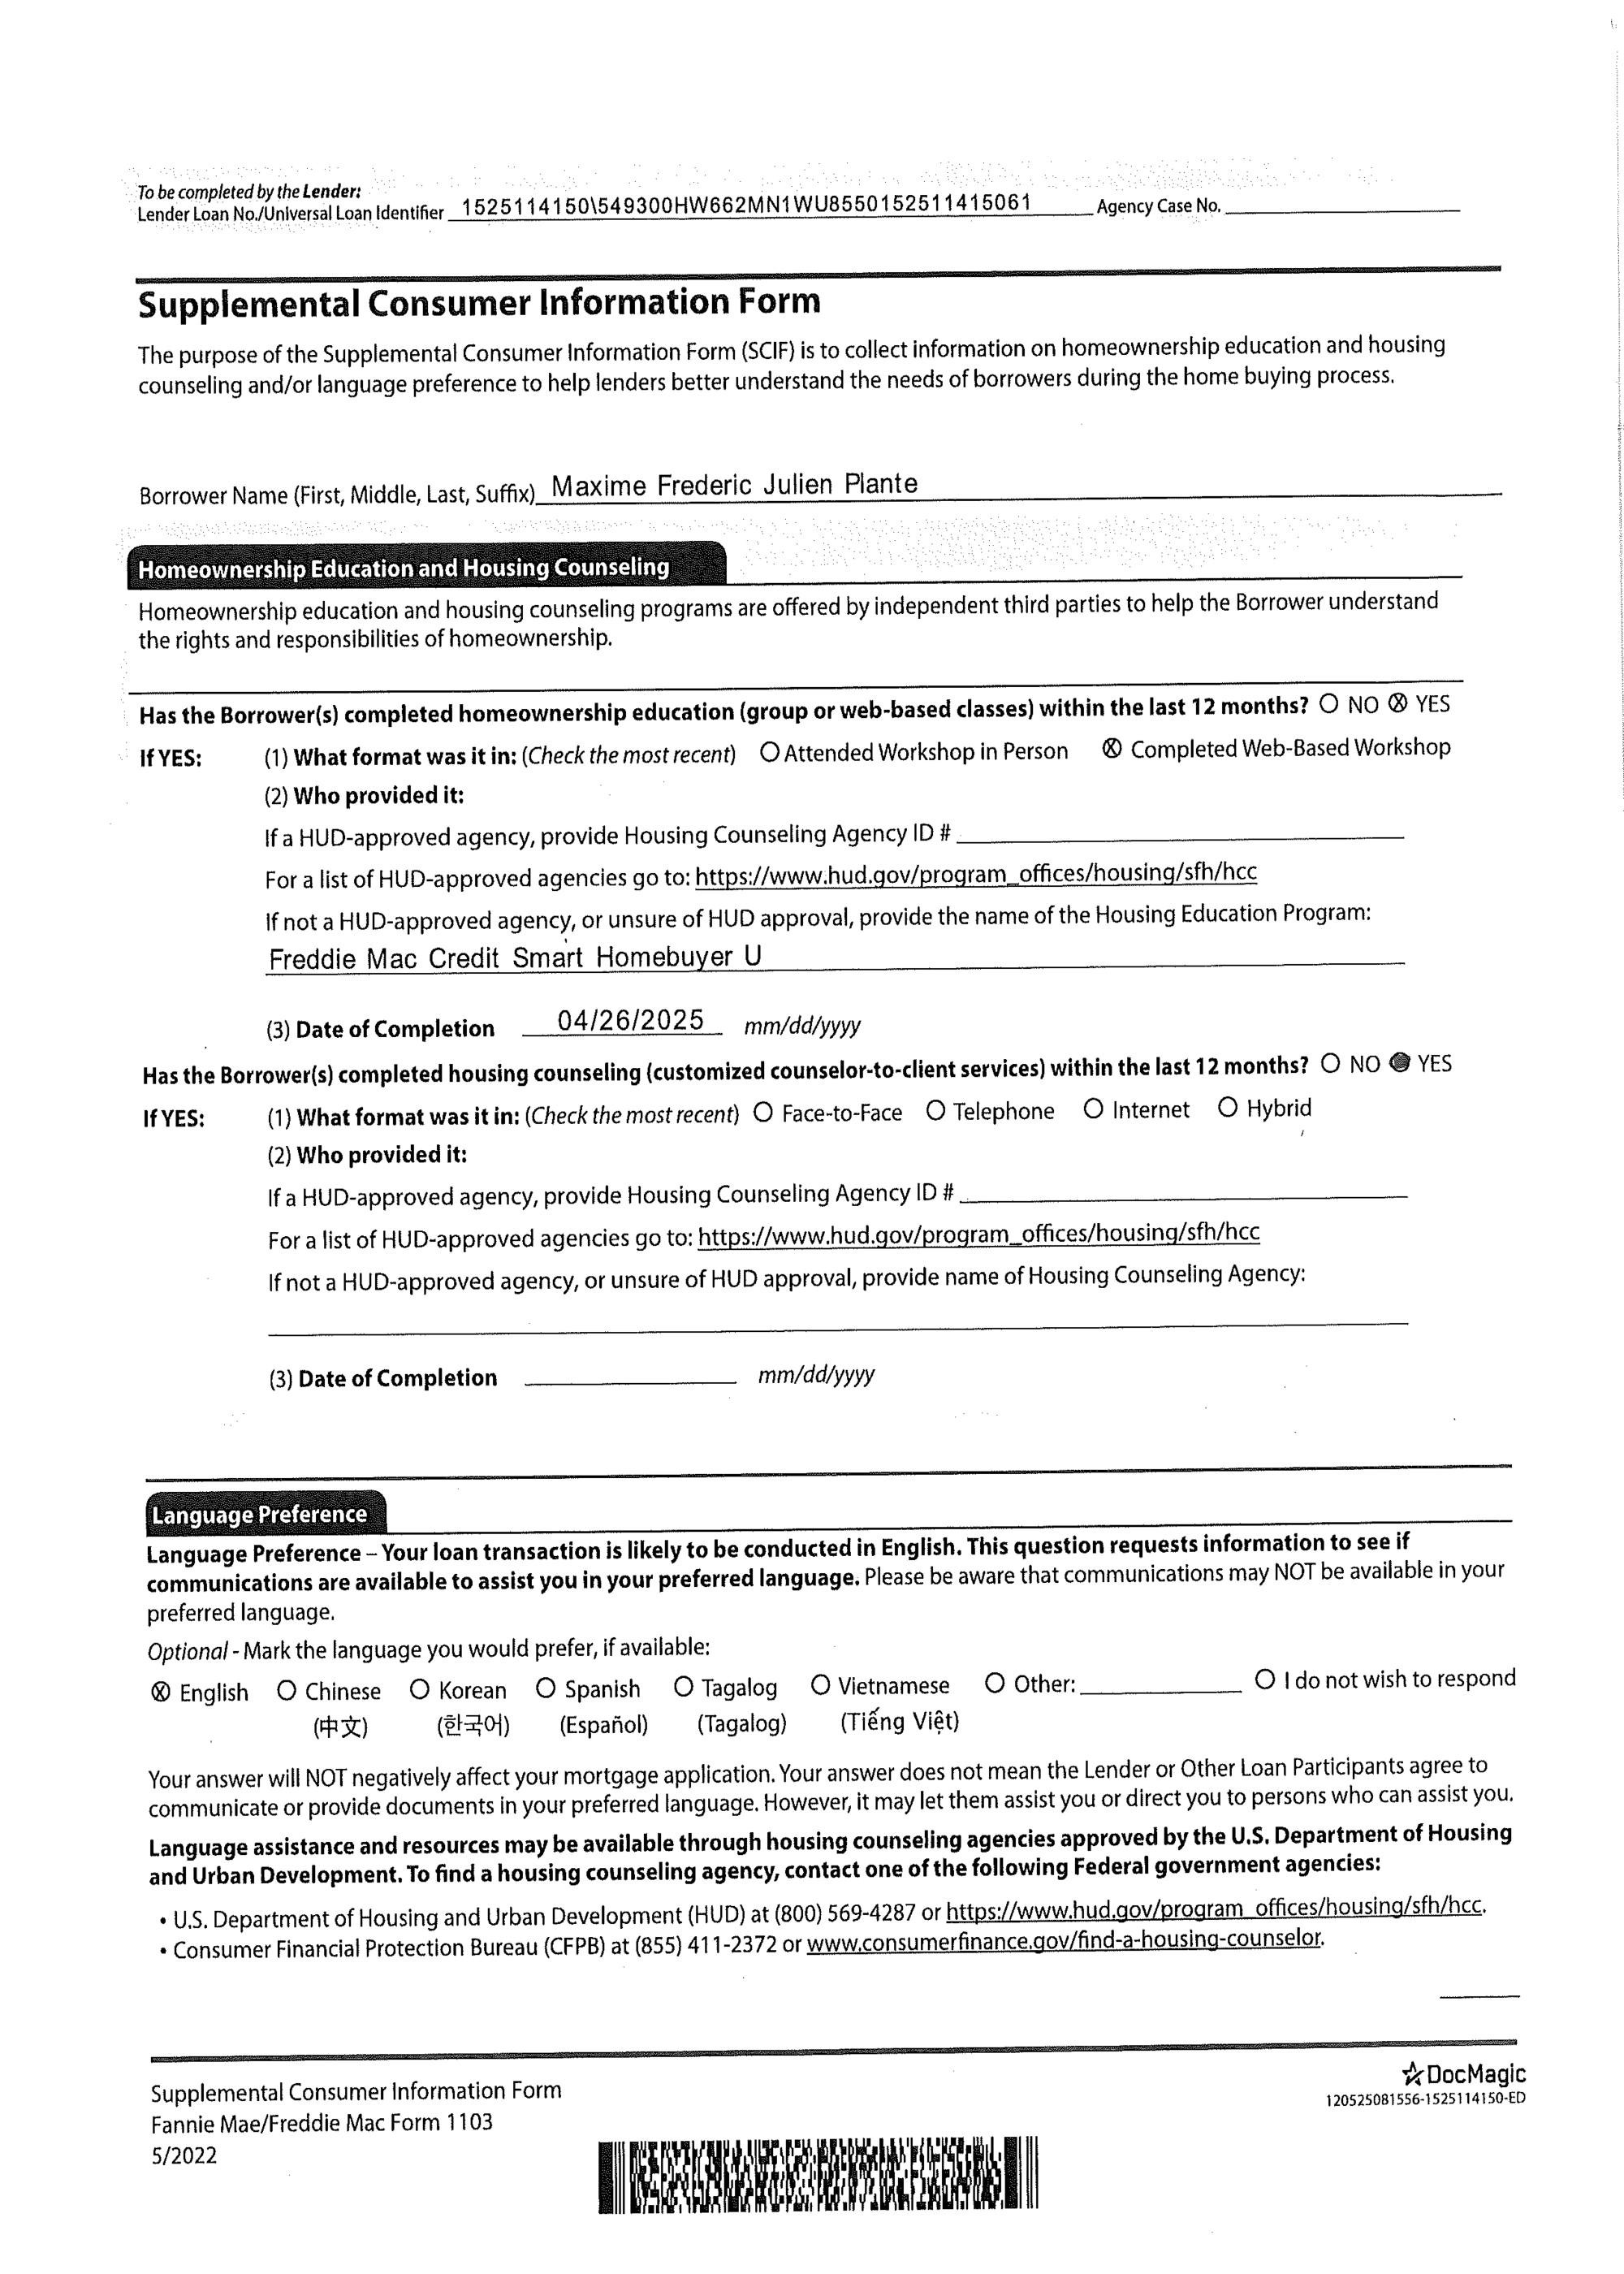 To be completed by the Lender:
Lender Loan No./Universal Loan Identifier 1525114150\549300HW662MN1WU8550152511415061 Agency Case No.
Supplemental Consumer Information Form
The purpose of the Supplemental Consumer Information Form (SCIF) is to collect information on homeownership education and housing
counseling and/or language preference to help lenders better understand the needs of borrowers during the home buying process.
Borrower Name (First, Middle, Last, Suffix) Maxime Frederic Julien Plante
Homeownership Education and Housing Counseling
Homeownership education and housing counseling programs are offered by independent third parties to help the Borrower understand
the rights and responsibilities of homeownership.
Has the Borrower(s) completed homeownership education (group or web-based classes) within the last 12 months? NO YES
If YES: (1) What format was it in: (Check the most recent) Attended Workshop in Person Completed Web-Based Workshop
(2) Who provided it:
If a HUD-approved agency, provide Housing Counseling Agency ID #
For a list of HUD-approved agencies go to: https://www.hud.gov/program_offices/housing/sfh/hcc
If not a HUD-approved agency, or unsure of HUD approval, provide the name of the Housing Education Program:
Freddie Mac Credit Smart Homebuyer U
(3) Date of Completion 04/26/2025 mm/dd/yyyy
Has the Borrower(s) completed housing counseling (customized counselor-to-client services) within the last 12 months? NO YES
If YES: (1) What format was it in: (Check the most recent) Face-to-Face Telephone Internet Hybrid
(2) Who provided it:
If a HUD-approved agency, provide Housing Counseling Agency ID #
For a list of HUD-approved agencies go to: https://www.hud.gov/program_offices/housing/sfh/hcc
If not a HUD-approved agency, or unsure of HUD approval, provide name of Housing Counseling Agency:
(3) Date of Completion mm/dd/yyyy
Language Preference
Language Preference – Your loan transaction is likely to be conducted in English. This question requests information to see if
communications are available to assist you in your preferred language. Please be aware that communications may NOT be available in your
preferred language.
Optional - Mark the language you would prefer, if available:
English Chinese Korean Spanish Tagalog Vietnamese Other: I do not wish to respond
(中文) (한국어) (Español) (Tagalog) (Tiếng Việt)
Your answer will NOT negatively affect your mortgage application. Your answer does not mean the Lender or Other Loan Participants agree to
communicate or provide documents in your preferred language. However, it may let them assist you or direct you to persons who can assist you.
Language assistance and resources may be available through housing counseling agencies approved by the U.S. Department of Housing
and Urban Development. To find a housing counseling agency, contact one of the following Federal government agencies:
• U.S. Department of Housing and Urban Development (HUD) at (800) 569-4287 or https://www.hud.gov/program_offices/housing/sfh/hcc.
• Consumer Financial Protection Bureau (CFPB) at (855) 411-2372 or www.consumerfinance.gov/find-a-housing-counselor.
Supplemental Consumer Information Form
Fannie Mae/Freddie Mac Form 1103
5/2022
DocMagic
120525081556-1525114150-ED